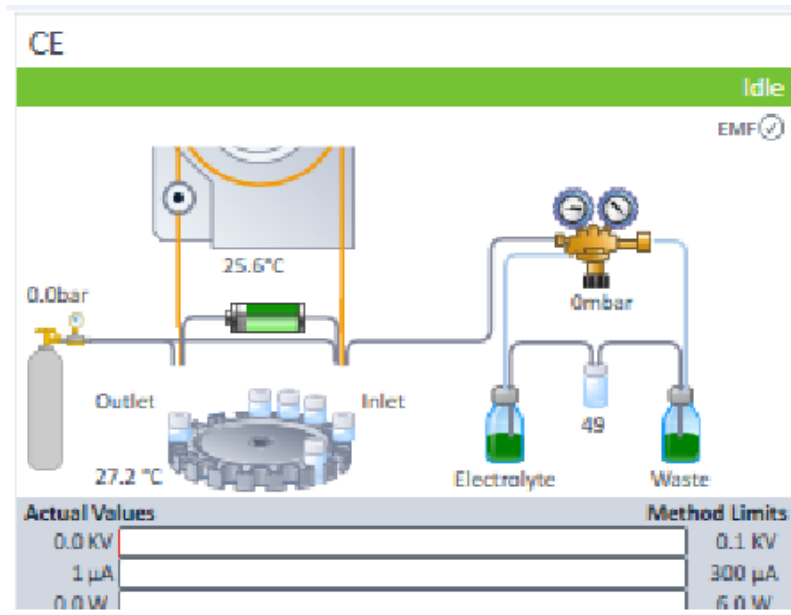 CE
Idle
EMF
25.6°C
0.0bar
0mbar
Outlet
Inlet
49
27.2 °C
Electrolyte
Waste
Actual Values
Method Limits
0.0 KV
0.1 KV
1 µA
300 µA
0.0 W
6.0 W